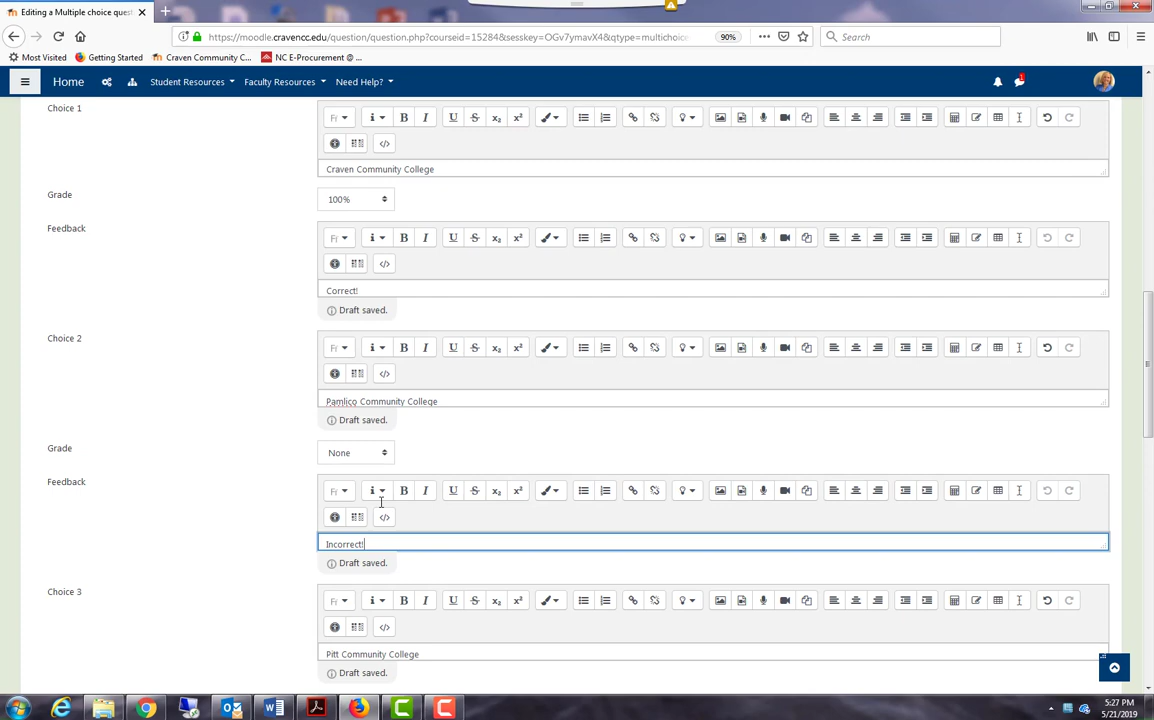 Editing a Multiple choice ques
https://moodle.cravencc.edu/question/question.php?courseid=15284&sesskey=OGv7ymavX4&qtype=multichoic
90%
Search
Most Visited
Getting Started
Craven Community C...
NC E-Procurement @ ...
Home
Student Resources
Faculty Resources
Need Help?
1
Choice 1
Craven Community College
Grade
100%
Feedback
Correct!
Draft saved.
Choice 2
Pamlico Community College
Draft saved.
Grade
None
Feedback
Incorrect!
Draft saved.
Choice 3
Pitt Community College
Draft saved.
5:27 PM
5/21/2019